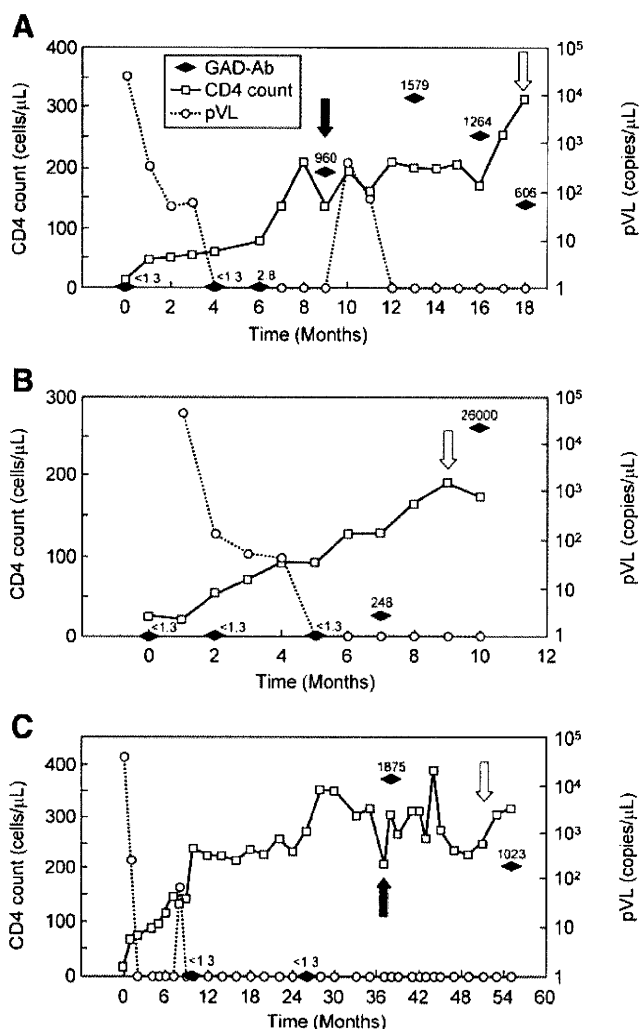 A
CD4 count (cells/μL)
400
300
200
100
0
GAD-Ab
CD4 count
pVL
<1.3
<1.3
2.8
960
1579
1264
606
10⁵
10⁴
10³
10²
10
1
pVL (copies/μL)
0 2 4 6 8 10 12 14 16 18
Time (Months)
B
CD4 count (cells/μL)
300
200
100
0
<1.3
<1.3
<1.3
248
26000
10⁵
10⁴
10³
10²
10
1
pVL (copies/μL)
0 2 4 6 8 10 12
Time (Months)
C
CD4 count (cells/μL)
400
300
250
200
100
0
<1.3
<1.3
1875
1023
10⁵
10⁴
10³
10²
10
1
pVL (copies/μL)
0 6 12 18 24 30 36 42 48 54 60
Time (Months)